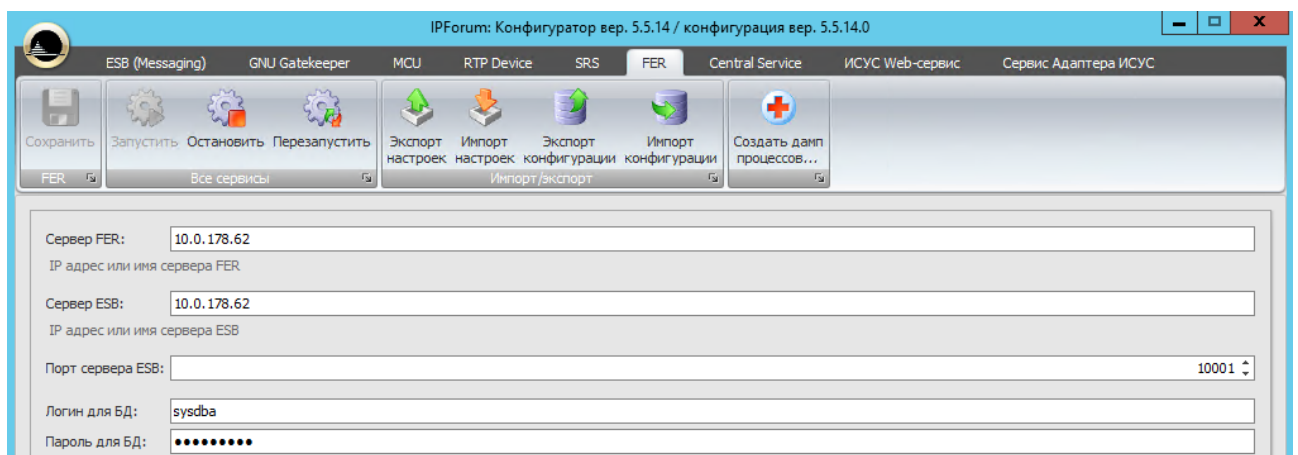 IPForum: Конфигуратор вер. 5.5.14 / конфигурация вер. 5.5.14.0
ESB (Messaging) GNU Gatekeeper MCU RTP Device SRS FER Central Service ИСУС Web-сервис Сервис Адаптера ИСУС
Сохранить Запустить Остановить Перезапустить Экспорт настроек Импорт настроек Экспорт конфигурации Импорт конфигурации Создать дамп процессов...
FER Все сервисы Импорт/экспорт
Сервер FER: 10.0.178.62
IP адрес или имя сервера FER
Сервер ESB: 10.0.178.62
IP адрес или имя сервера ESB
Порт сервера ESB: 10001
Логин для БД: sysdba
Пароль для БД: •••••••••